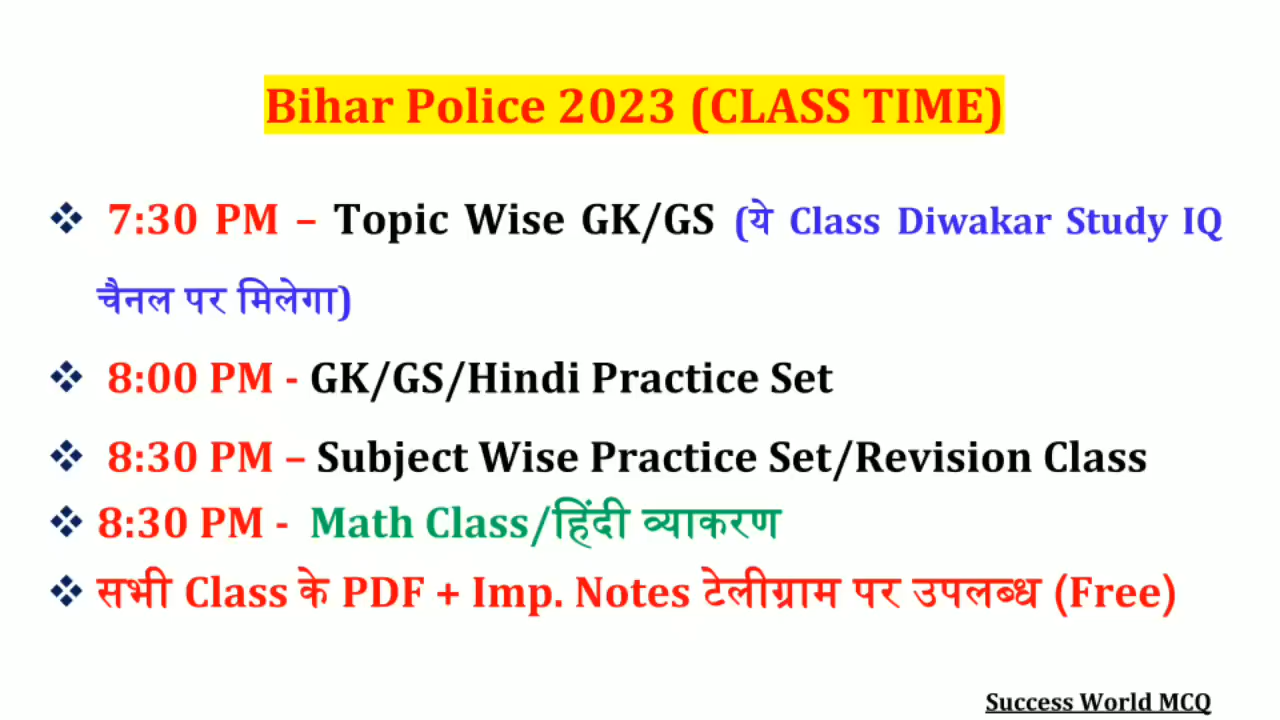 Bihar Police 2023 (CLASS TIME)
❖ 7:30 PM – Topic Wise GK/GS (ये Class Diwakar Study IQ
चैनल पर मिलेगा)
❖ 8:00 PM - GK/GS/Hindi Practice Set
❖ 8:30 PM – Subject Wise Practice Set/Revision Class
❖ 8:30 PM - Math Class/हिंदी व्याकरण
❖ सभी Class के PDF + Imp. Notes टेलीग्राम पर उपलब्ध (Free)
Success World MCQ